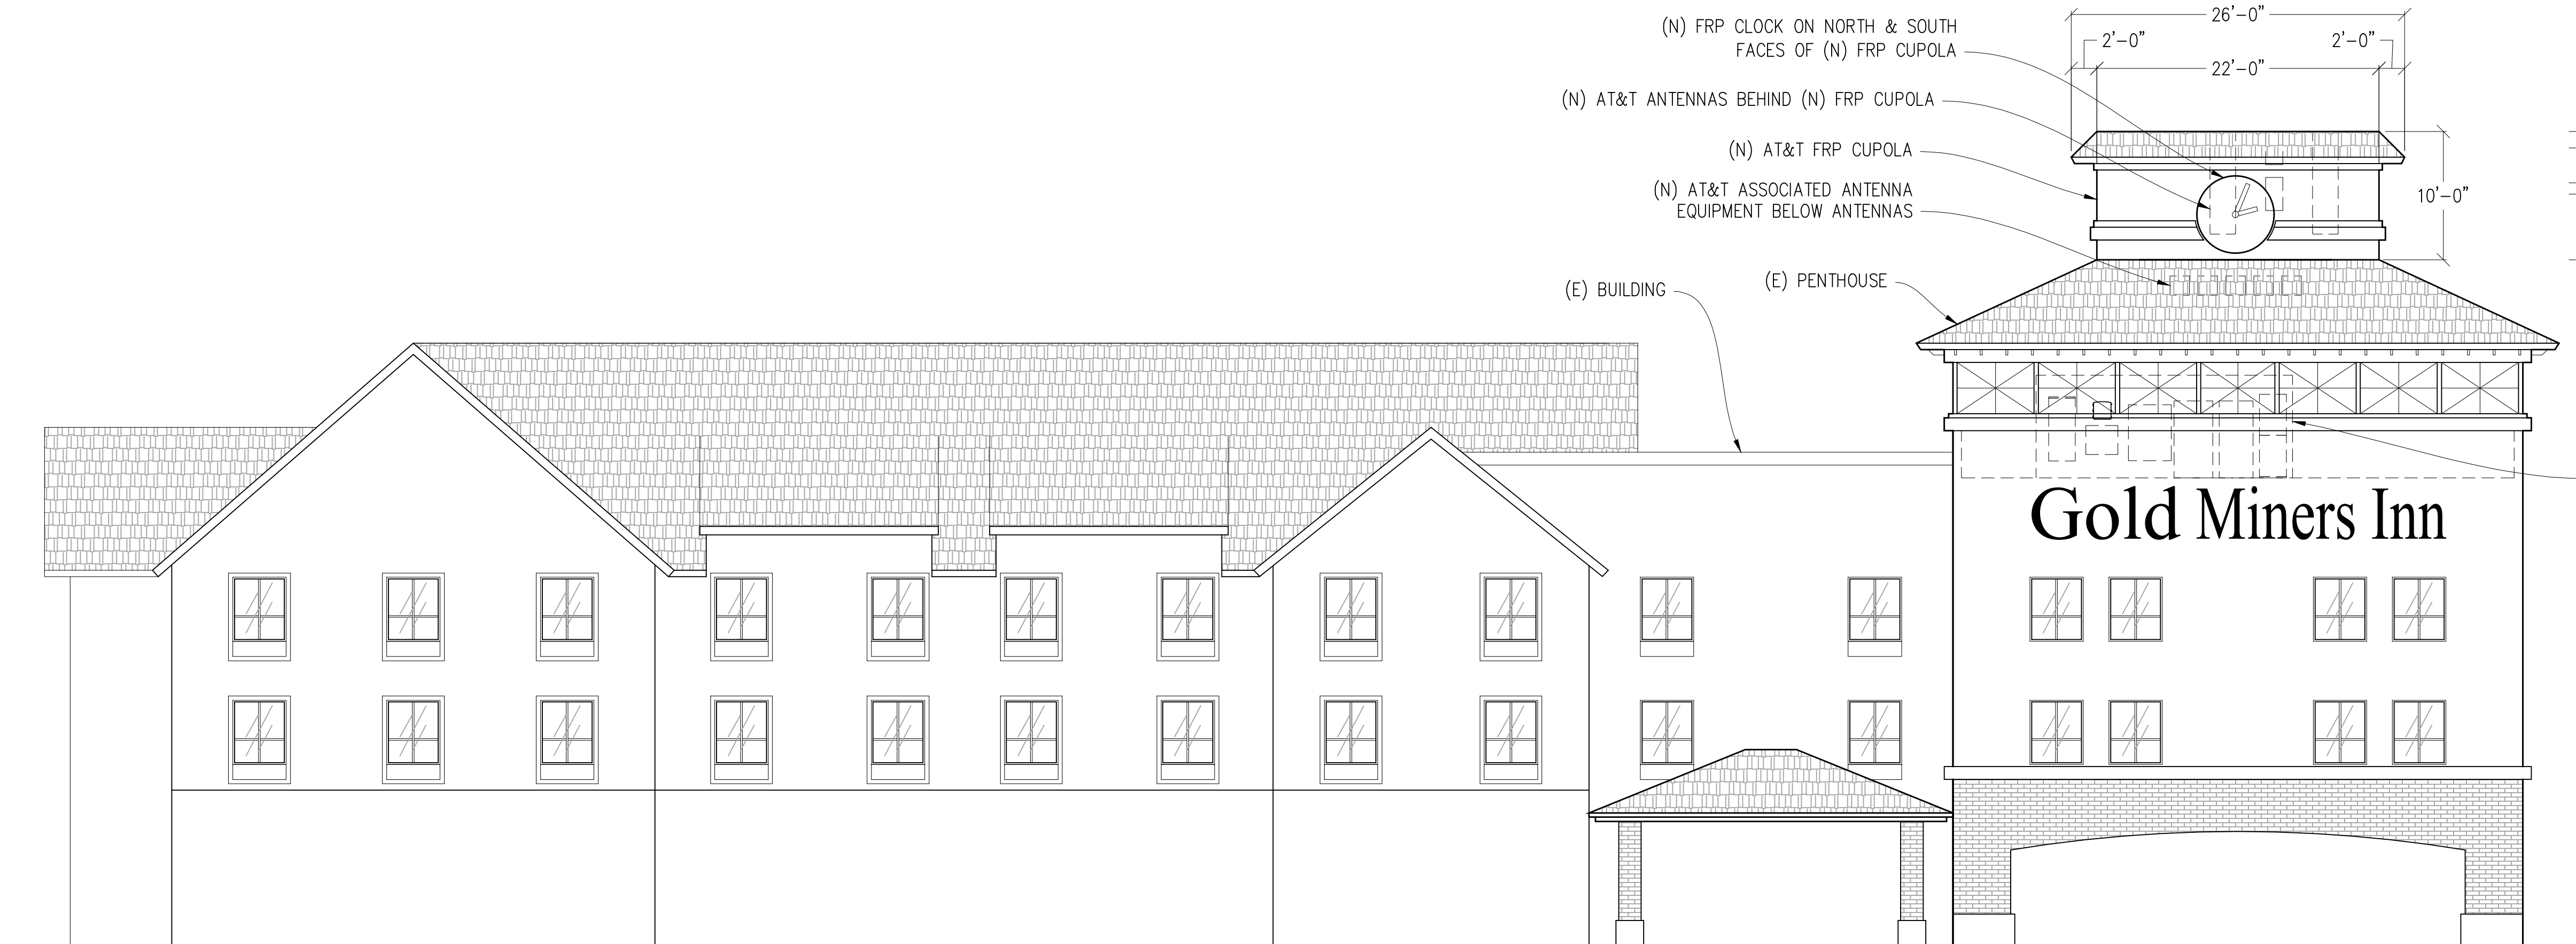 (N) FRP CLOCK ON NORTH & SOUTH
FACES OF (N) FRP CUPOLA
26'-0"
2'-0"
2'-0"
22'-0"
(N) AT&T ANTENNAS BEHIND (N) FRP CUPOLA
(N) AT&T FRP CUPOLA
(N) AT&T ASSOCIATED ANTENNA
EQUIPMENT BELOW ANTENNAS
10'-0"
(E) PENTHOUSE
(E) BUILDING
Gold Miners Inn